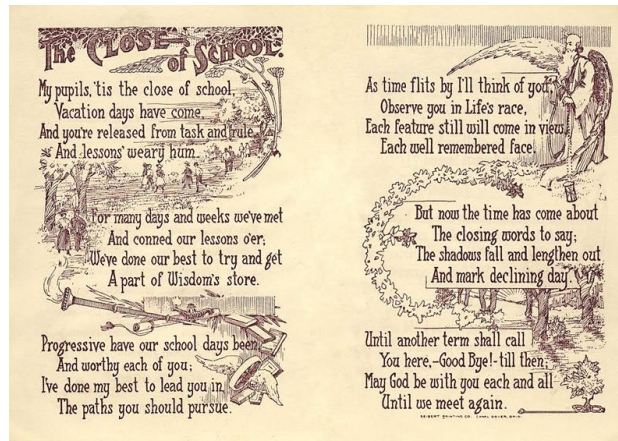 The Close of School.
My pupils, 'tis the close of school,
Vacation days have come,
And you're released from task and rule,
And lessons' weary hum.
For many days and weeks we've met
And conned our lessons o'er;
We've done our best to try and get
A part of Wisdom's store.
Progressive have our school days been,
And worthy each of you;
I've done my best to lead you in
The paths you should pursue.
As time flits by I'll think of you,
Observe you in Life's race,
Each feature still will come in view,
Each well remembered face.
But now the time has come about
The closing words to say;
The shadows fall and lengthen out
And mark declining day.
Until another term shall call
You here,-Good Bye!-till then;
May God be with you each and all
Until we meet again.
SEIBERT PRINTING CO. CANAL DOVER, OHIO.